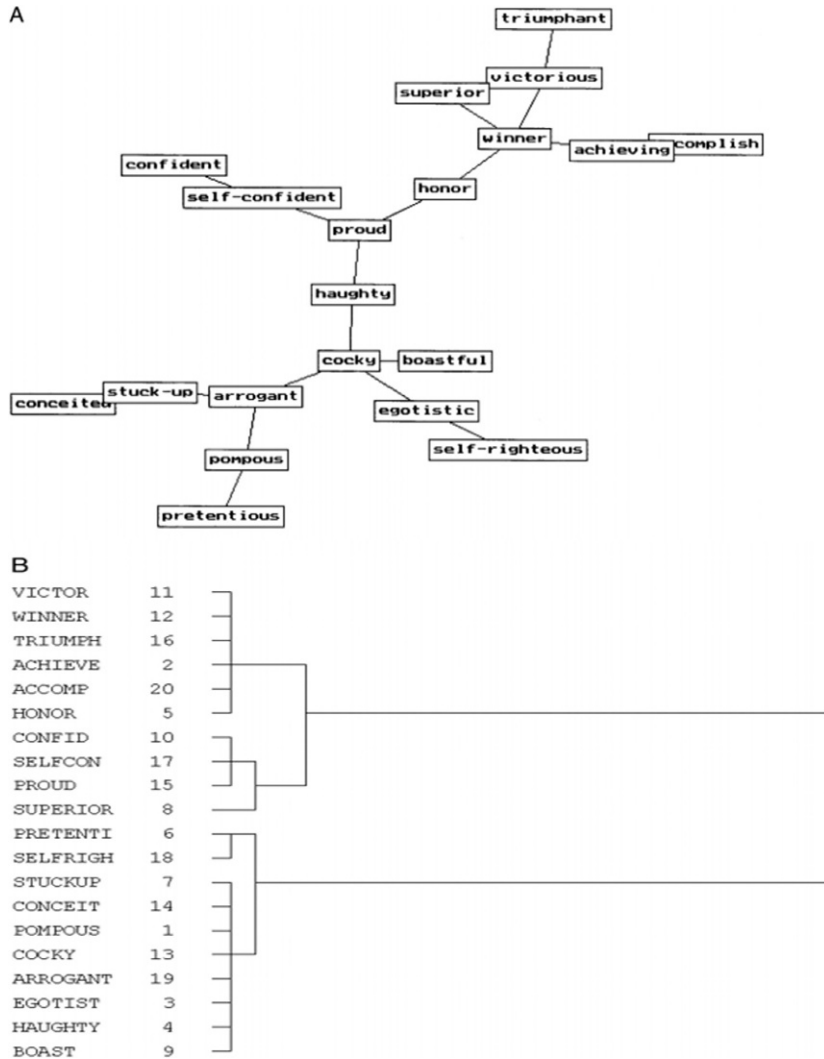 A
triumphant
victorious
superior
winner
achieving
complish
confident
self-confident
honor
proud
haughty
cocky
boastful
stuck-up
arrogant
conceited
egotistic
self-righteous
pompous
pretentious
B
VICTOR 11
WINNER 12
TRIUMPH 16
ACHIEVE 2
ACCOMP 20
HONOR 5
CONFID 10
SELFCON 17
PROUD 15
SUPERIOR 8
PRETENTI 6
SELFRIGH 18
STUCKUP 7
CONCEIT 14
POMPOUS 1
COCKY 13
ARROGANT 19
EGOTIST 3
HAUGHTY 4
BOAST 9